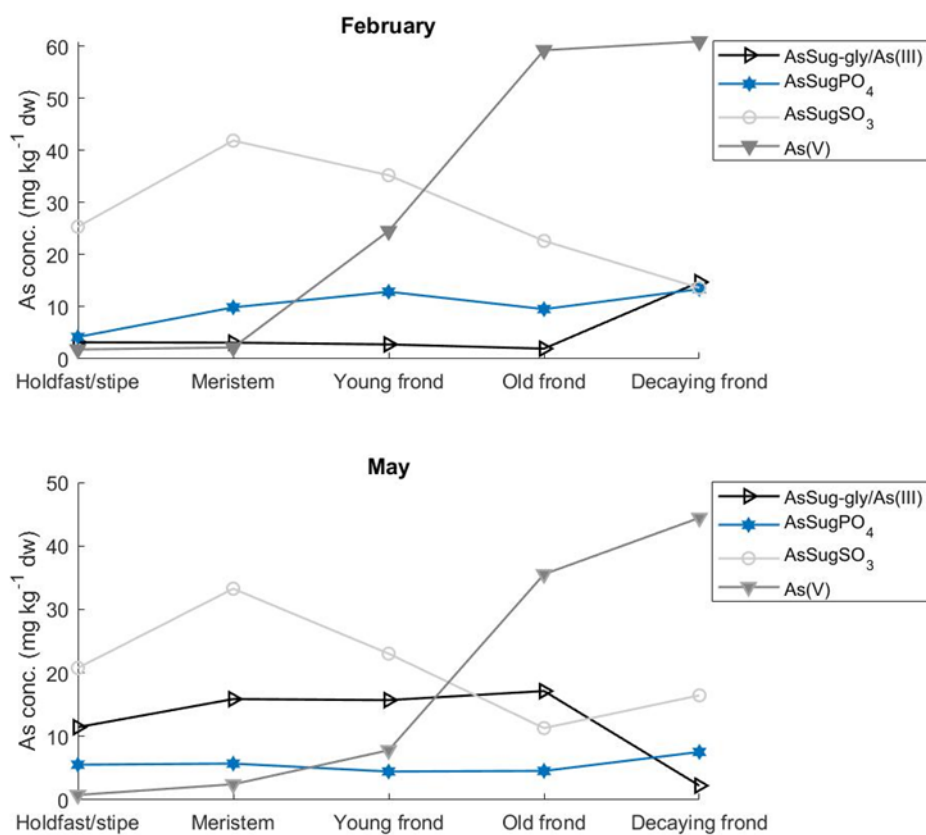 February
As conc. (mg kg⁻¹ dw)
60
50
40
30
20
10
0
Holdfast/stipe Meristem Young frond Old frond Decaying frond
AsSug-gly/As(III)
AsSugPO₄
AsSugSO₃
As(V)
May
As conc. (mg kg⁻¹ dw)
50
40
30
20
10
0
Holdfast/stipe Meristem Young frond Old frond Decaying frond
AsSug-gly/As(III)
AsSugPO₄
AsSugSO₃
As(V)